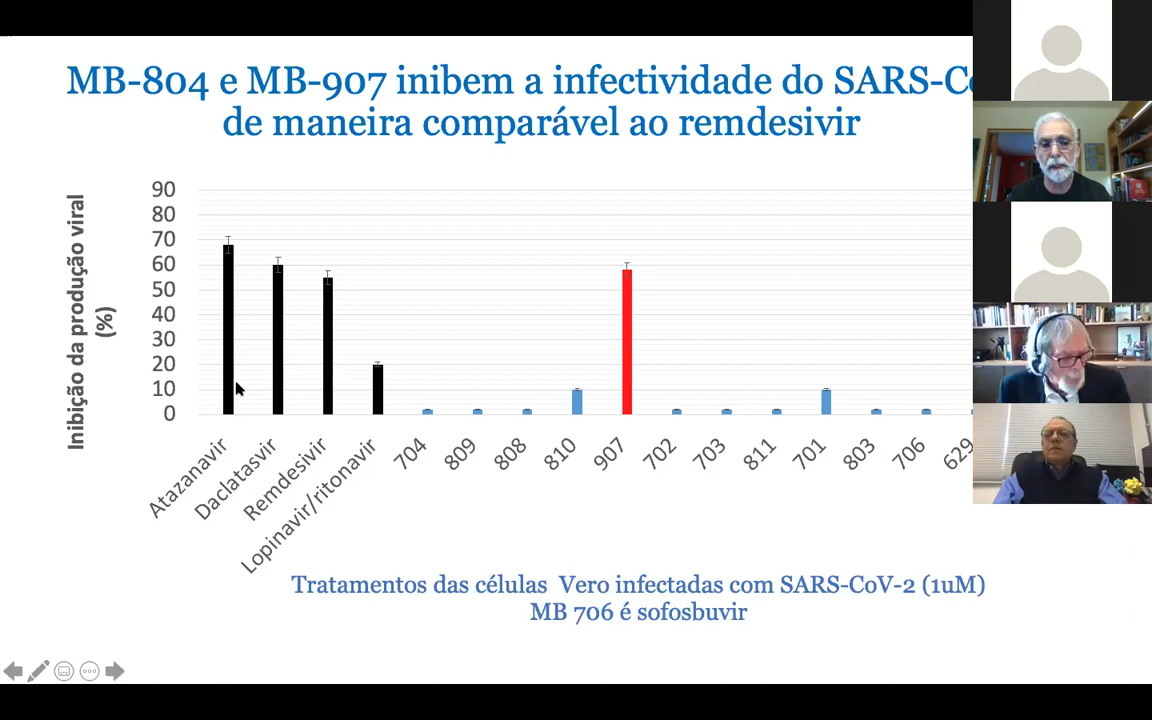 MB-804 e MB-907 inibem a infectividade do SARS-Co
de maneira comparável ao remdesivir
Inibição da produção viral
(%)
90
80
70
60
50
40
30
20
10
0
Atazanavir
Daclatasvir
Remdesivir
Lopinavir/ritonavir
704
809
808
810
907
702
703
811
701
803
706
629
Tratamentos das células Vero infectadas com SARS-CoV-2 (1uM)
MB 706 é sofosbuvir